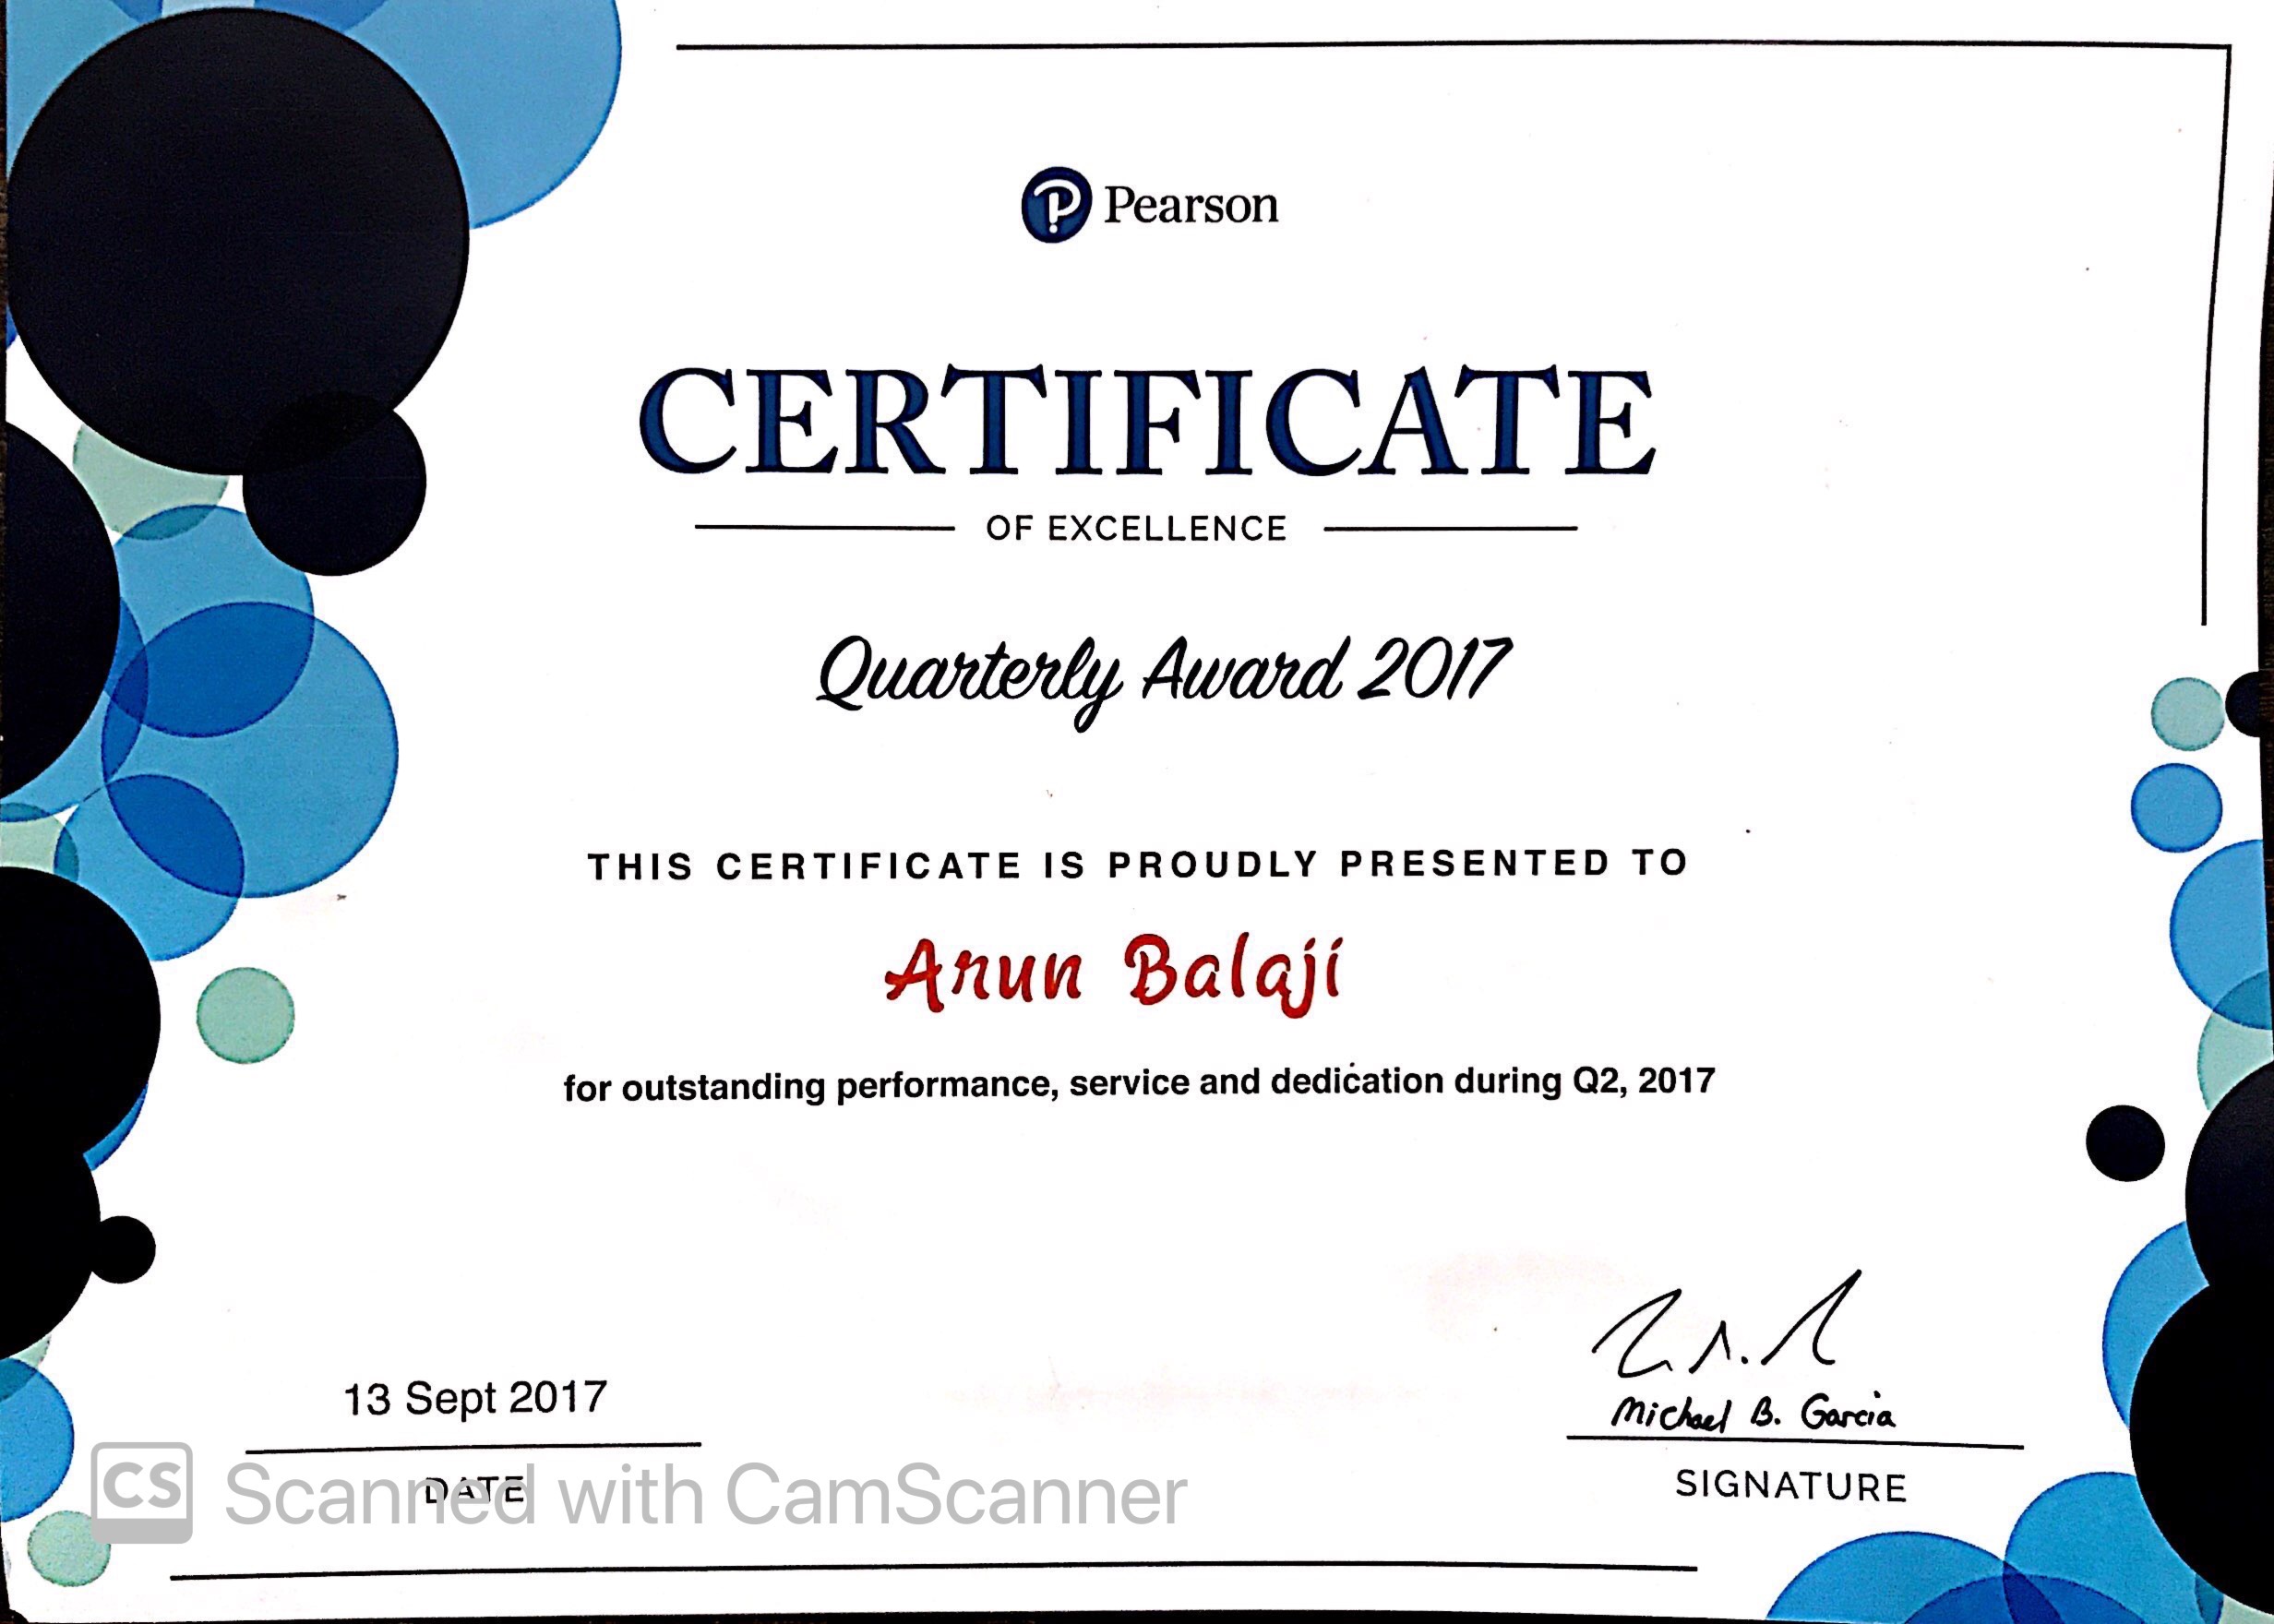 Pearson
CERTIFICATE
OF EXCELLENCE
Quarterly Award 2017
THIS CERTIFICATE IS PROUDLY PRESENTED TO
Arun Balaji
for outstanding performance, service and dedication during Q2, 2017
13 Sept 2017
DATE
Michael B. Garcia
SIGNATURE
CS Scanned with CamScanner